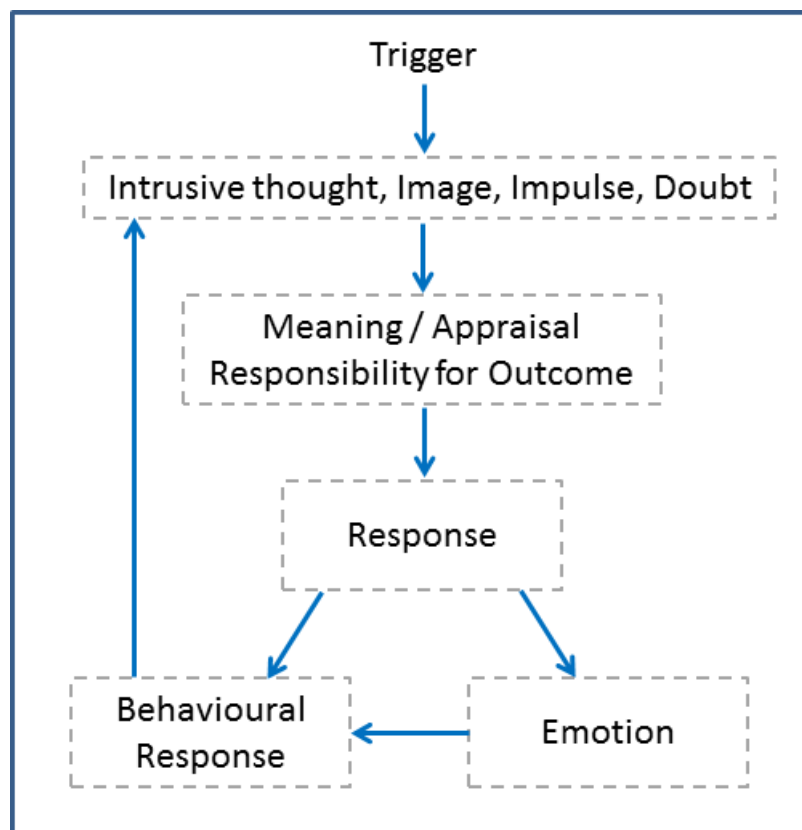 Trigger
Intrusive thought, Image, Impulse, Doubt
Meaning / Appraisal
Responsibility for Outcome
Response
Behavioural
Response
Emotion